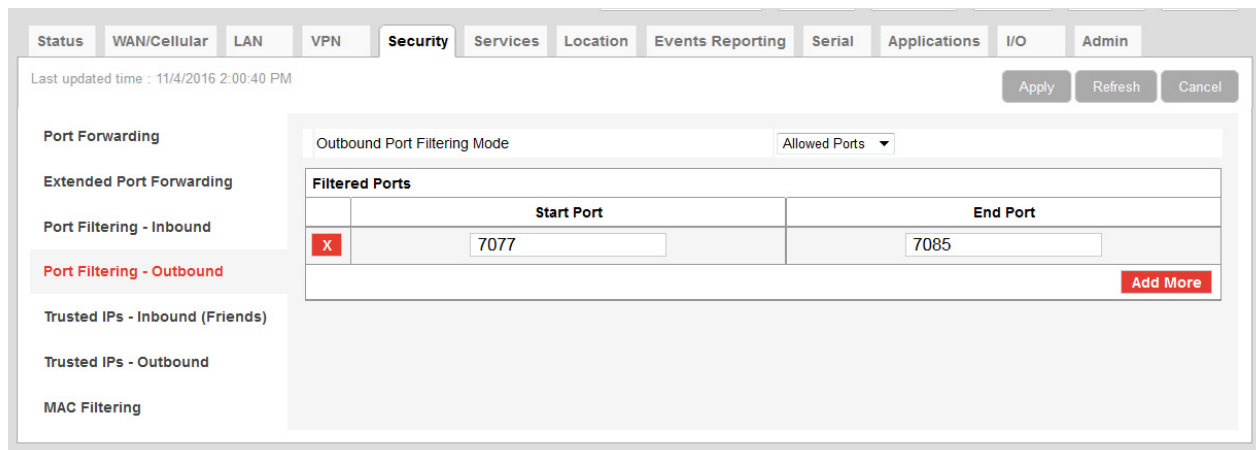 Status WAN/Cellular LAN VPN Security Services Location Events Reporting Serial Applications I/O Admin
Last updated time : 11/4/2016 2:00:40 PM
Apply Refresh Cancel
Port Forwarding
Extended Port Forwarding
Port Filtering - Inbound
Port Filtering - Outbound
Trusted IPs - Inbound (Friends)
Trusted IPs - Outbound
MAC Filtering
Outbound Port Filtering Mode Allowed Ports
Filtered Ports
Start Port End Port
X 7077 7085
Add More